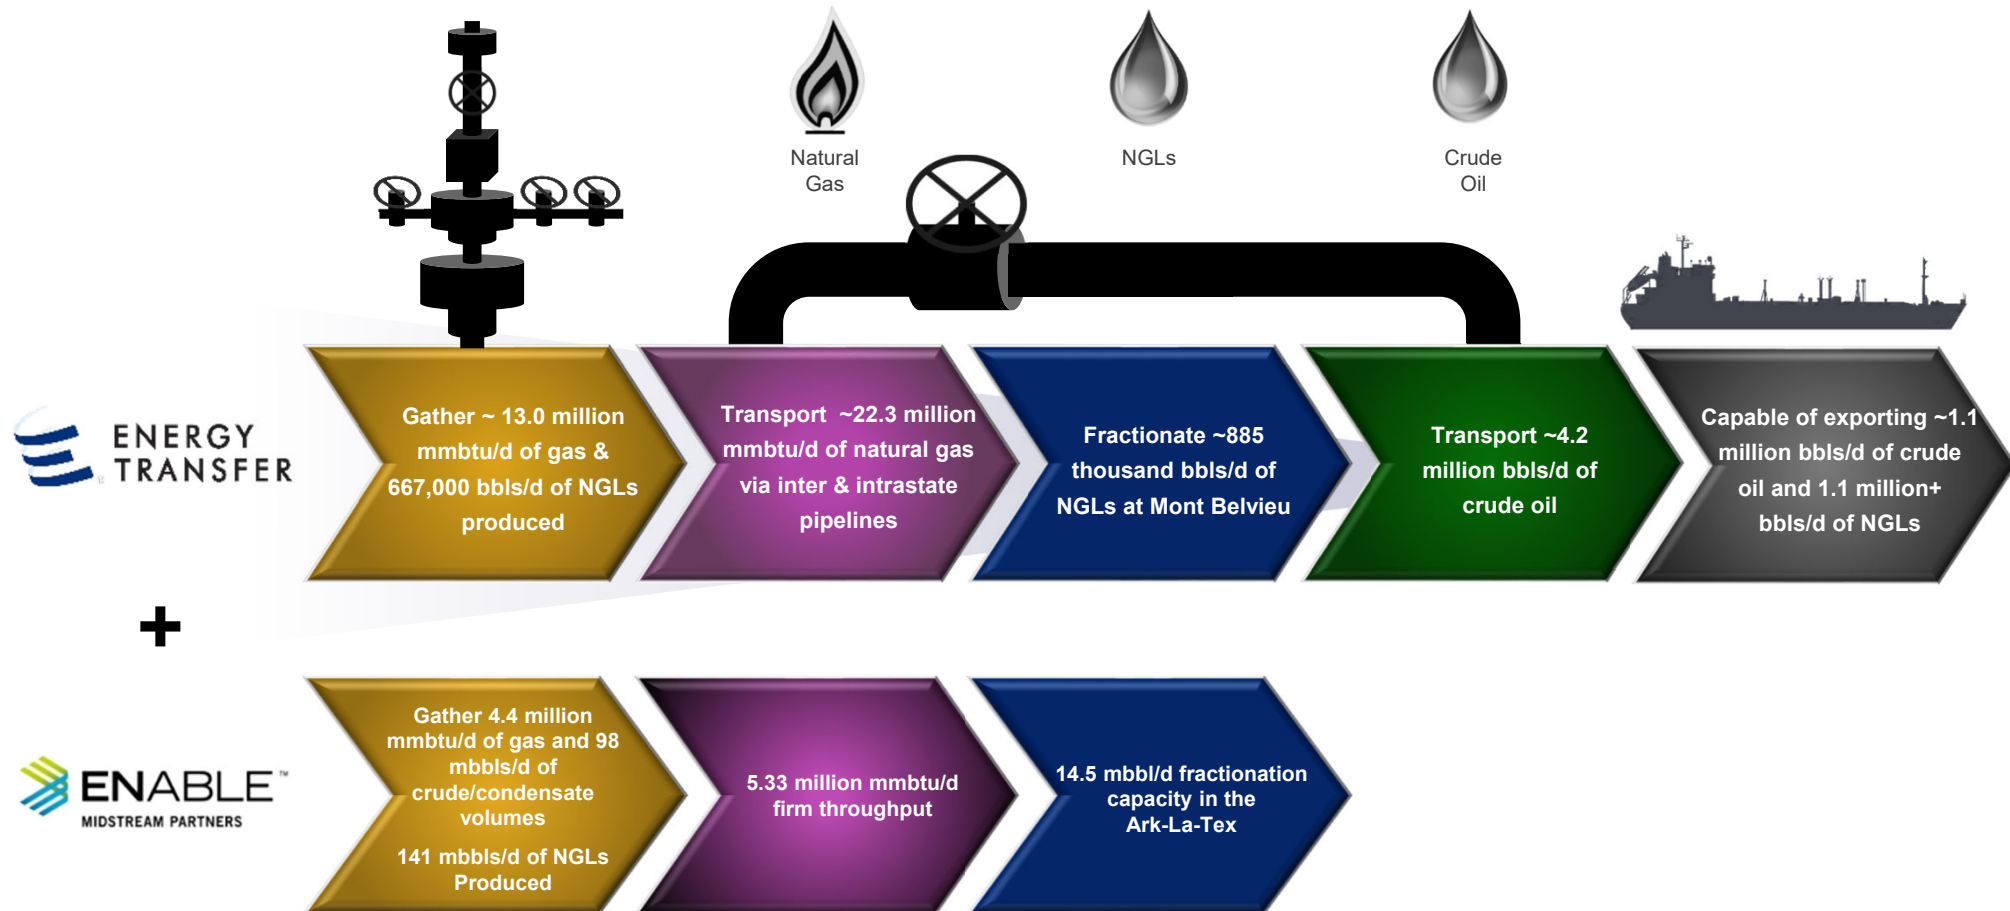 Natural
Gas
NGLs
Crude
Oil
ENERGY
TRANSFER
Gather ~ 13.0 million
mmbtu/d of gas &
667,000 bbls/d of NGLs
produced
Transport ~22.3 million
mmbtu/d of natural gas
via inter & intrastate
pipelines
Fractionate ~885
thousand bbls/d of
NGLs at Mont Belvieu
Transport ~4.2
million bbls/d of
crude oil
Capable of exporting ~1.1
million bbls/d of crude
oil and 1.1 million+
bbls/d of NGLs
+
ENABLE™
MIDSTREAM PARTNERS
Gather 4.4 million
mmbtu/d of gas and 98
mbbls/d of
crude/condensate
volumes
141 mbbls/d of NGLs
Produced
5.33 million mmbtu/d
firm throughput
14.5 mbbl/d fractionation
capacity in the
Ark-La-Tex